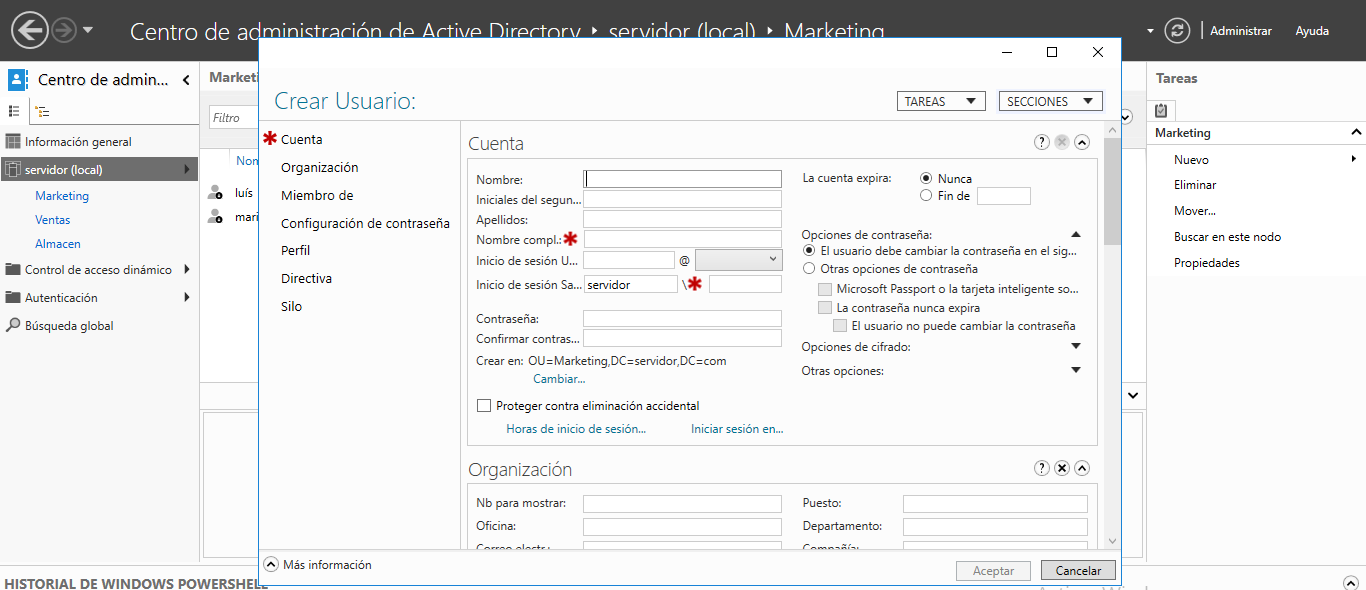 Centro de administración de Active Directory ‣ servidor (local) ‣ Marketing
Administrar
Ayuda
Centro de admin...
Información general
servidor (local)
Marketing
Ventas
Almacen
Control de acceso dinámico
Autenticación
Búsqueda global
Marketi
Filtro
Non
luís
mari
Crear Usuario:
TAREAS
SECCIONES
Cuenta
Organización
Miembro de
Configuración de contraseña
Perfil
Directiva
Silo
Cuenta
Nombre:
Iniciales del segun...
Apellidos:
Nombre compl.:
Inicio de sesión U... @
Inicio de sesión Sa... servidor \
Contraseña:
Confirmar contras...
Crear en: OU=Marketing,DC=servidor,DC=com
Cambiar...
Proteger contra eliminación accidental
Horas de inicio de sesión...
Iniciar sesión en...
La cuenta expira:
Nunca
Fin de
Opciones de contraseña:
El usuario debe cambiar la contraseña en el sig...
Otras opciones de contraseña
Microsoft Passport o la tarjeta inteligente so...
La contraseña nunca expira
El usuario no puede cambiar la contraseña
Opciones de cifrado:
Otras opciones:
Organización
Nb para mostrar:
Oficina:
Correo electr.:
Puesto:
Departamento:
Compañía:
Más información
Aceptar
Cancelar
Tareas
Marketing
Nuevo
Eliminar
Mover...
Buscar en este nodo
Propiedades
HISTORIAL DE WINDOWS POWERSHELL